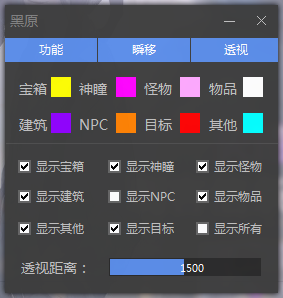 黑原
功能 瞬移 透视
宝箱 神瞳 怪物 物品
建筑 NPC 目标 其他
显示宝箱 显示神瞳 显示怪物
显示建筑 显示NPC 显示物品
显示其他 显示目标 显示所有
透视距离： 1500